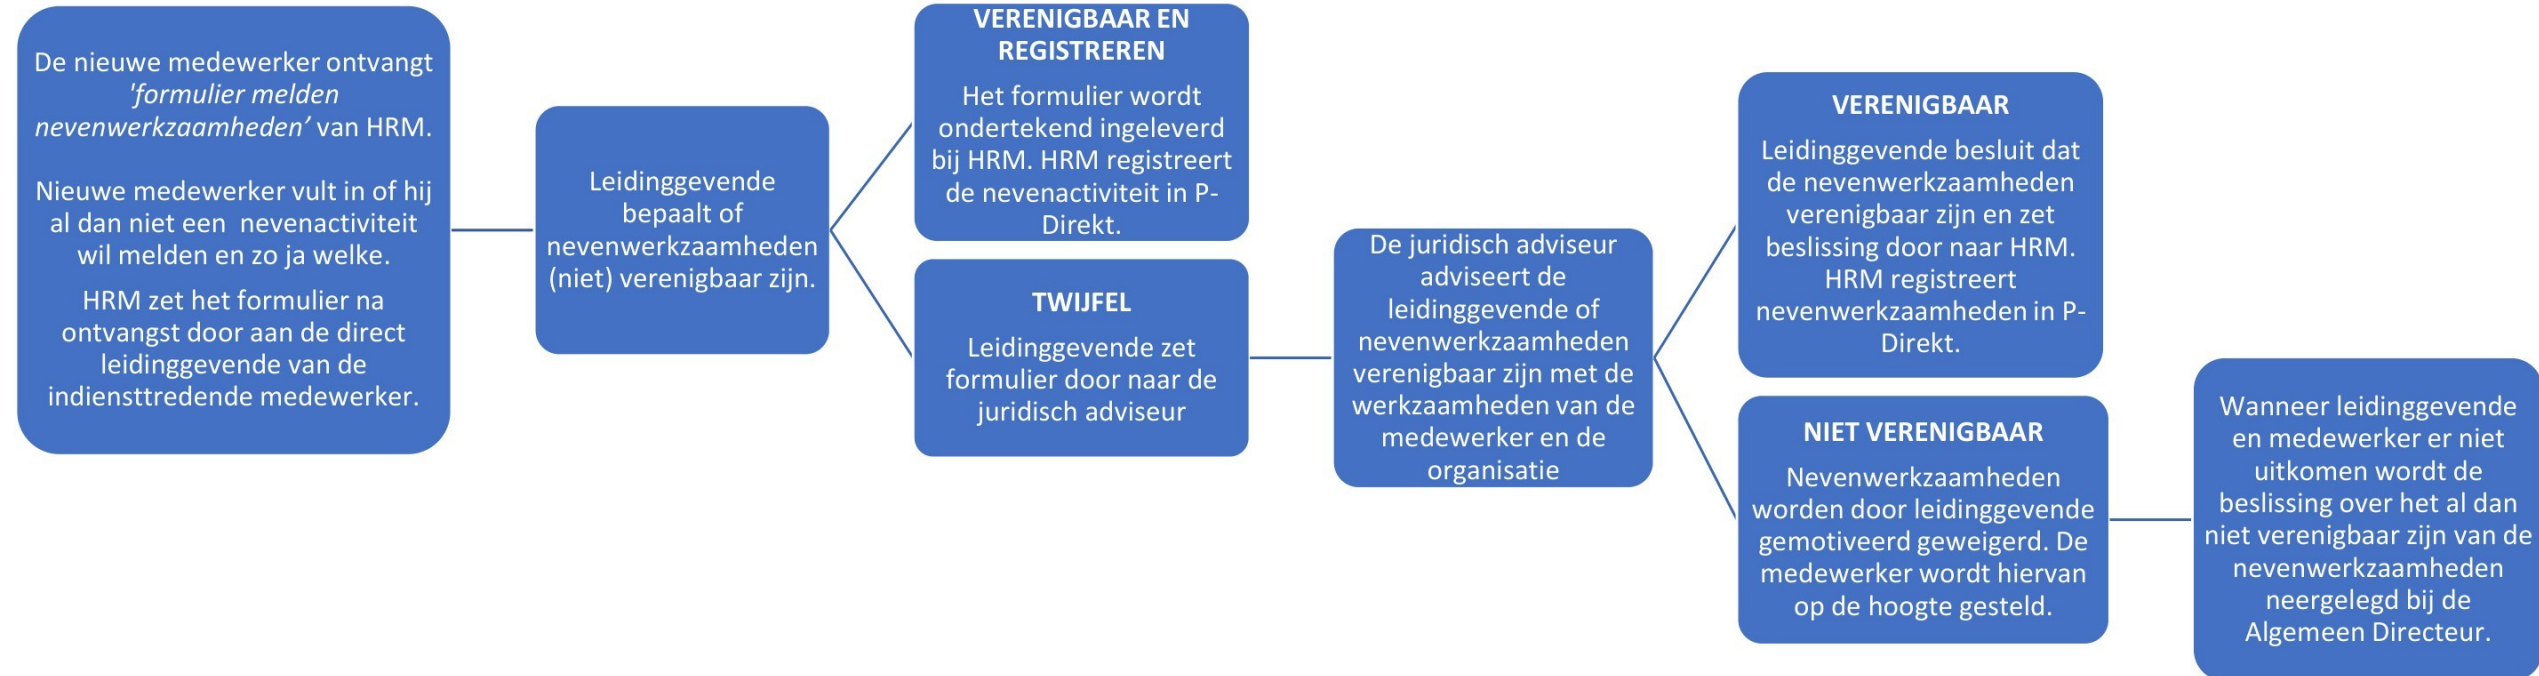 De nieuwe medewerker ontvangt
'formulier melden
nevenwerkzaamheden’ van HRM.
Nieuwe medewerker vult in of hij
al dan niet een  nevenactiviteit
wil melden en zo ja welke.
HRM zet het formulier na
ontvangst door aan de direct
leidinggevende van de
indiensttredende medewerker.
Leidinggevende
bepaalt of
nevenwerkzaamheden
(niet) verenigbaar zijn.
VERENIGBAAR EN
REGISTREREN
Het formulier wordt
ondertekend ingeleverd
bij HRM. HRM registreert
de nevenactiviteit in P-
Direkt.
TWIJFEL
Leidinggevende zet
formulier door naar de
juridisch adviseur
De juridisch adviseur
adviseert de
leidinggevende of
nevenwerkzaamheden
verenigbaar zijn met de
werkzaamheden van de
medewerker en de
organisatie
VERENIGBAAR
Leidinggevende besluit dat
de nevenwerkzaamheden
verenigbaar zijn en zet
beslissing door naar HRM.
HRM registreert
nevenwerkzaamheden in P-
Direkt.
NIET VERENIGBAAR
Nevenwerkzaamheden
worden door leidinggevende
gemotiveerd geweigerd. De
medewerker wordt hiervan
op de hoogte gesteld.
Wanneer leidinggevende
en medewerker er niet
uitkomen wordt de
beslissing over het al dan
niet verenigbaar zijn van de
nevenwerkzaamheden
neergelegd bij de
Algemeen Directeur.